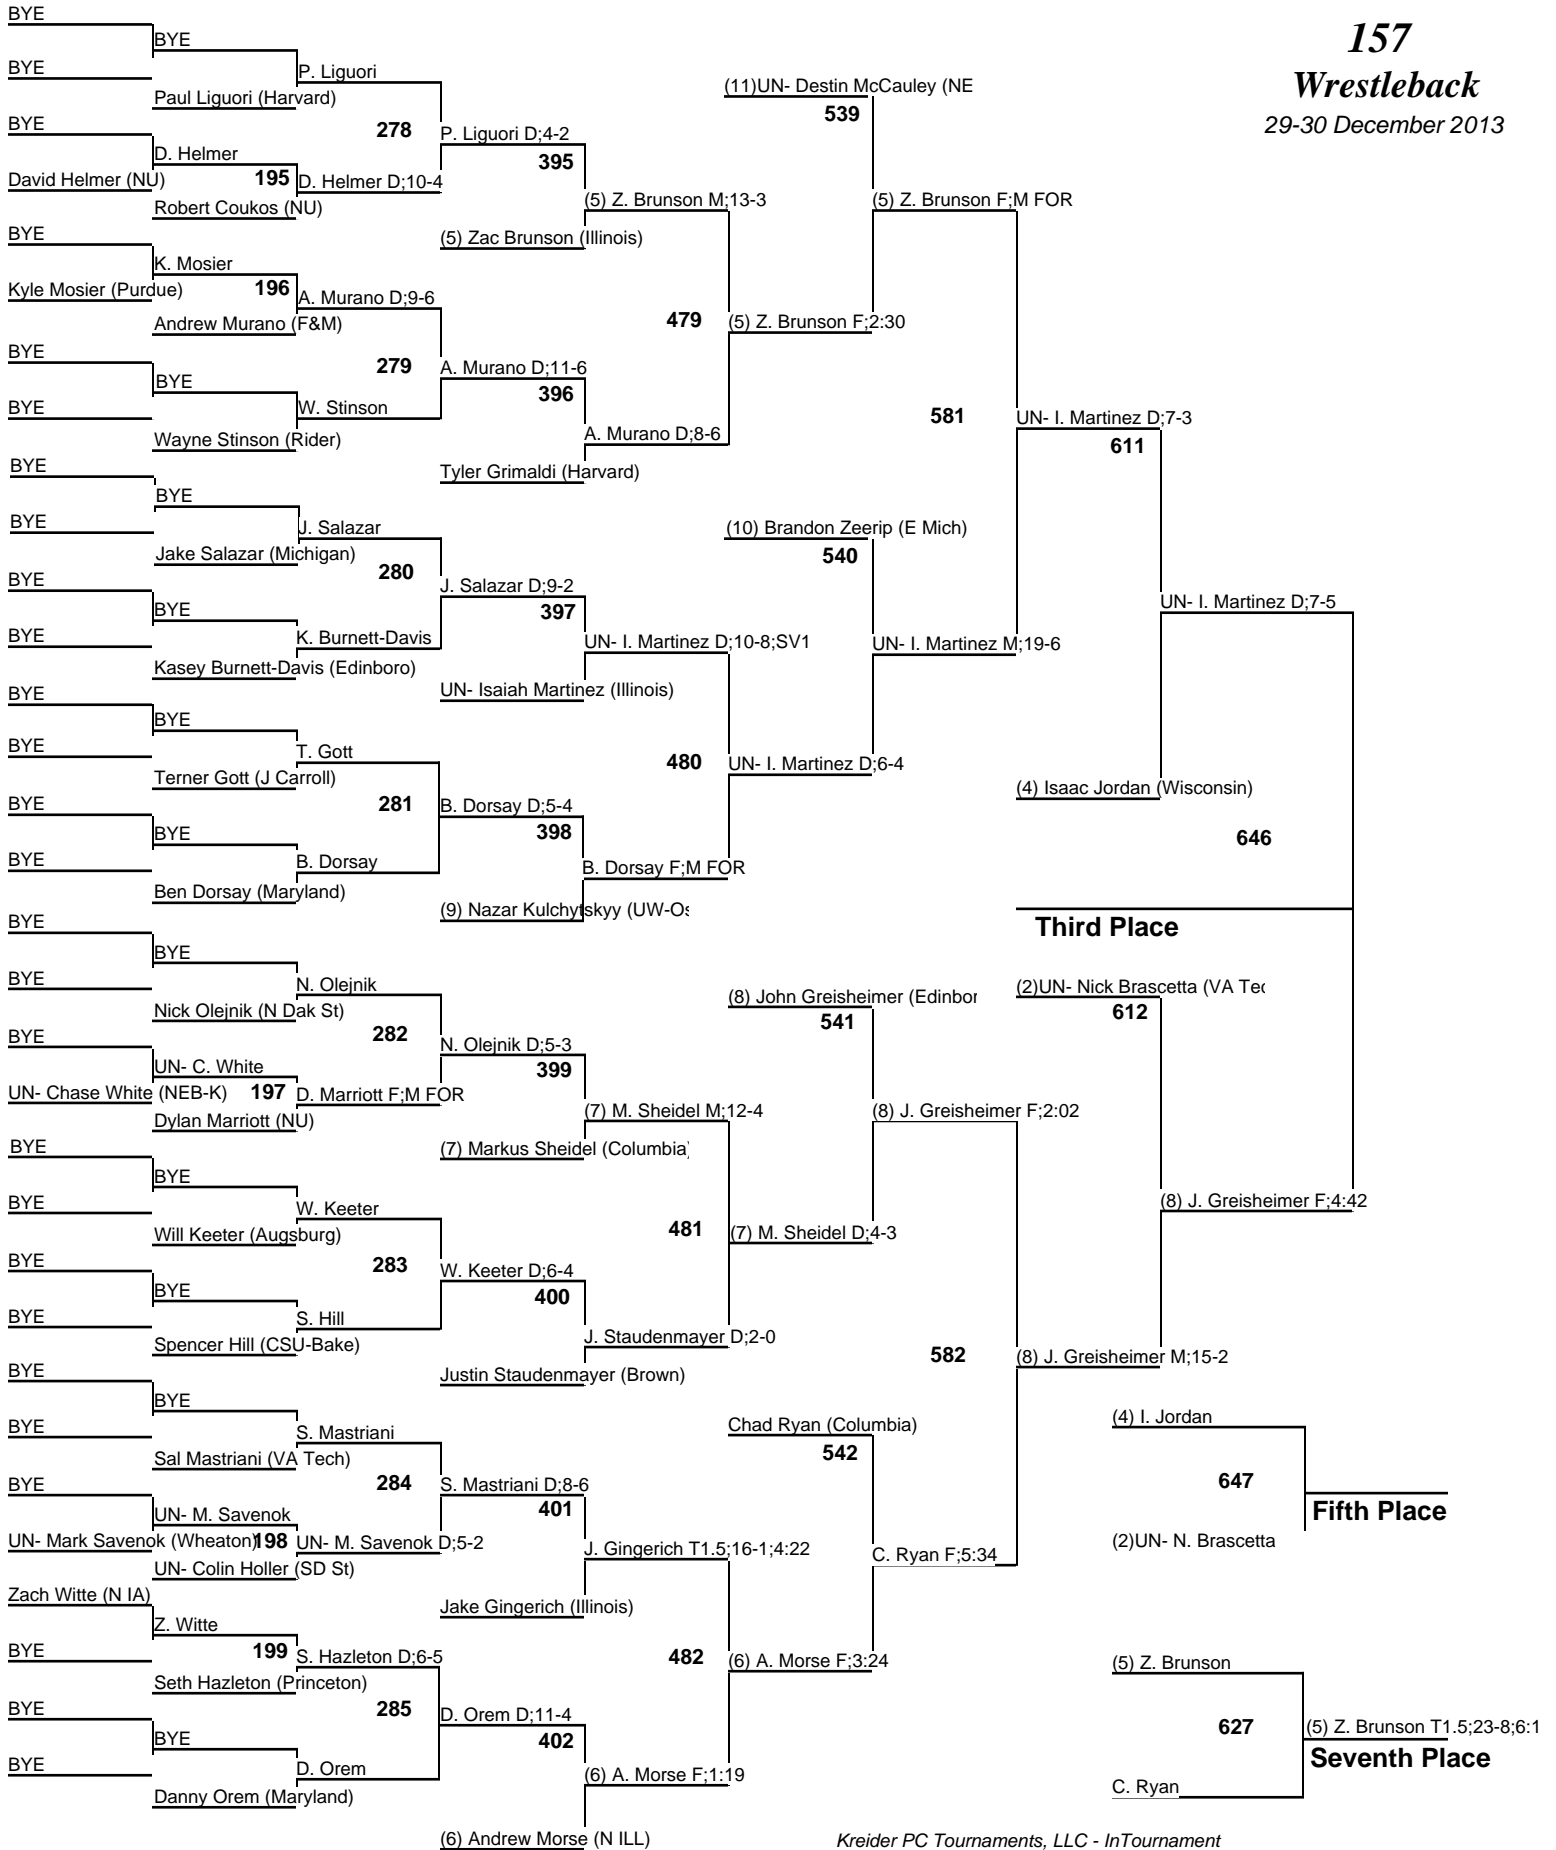 157
Wrestleback
29-30 December 2013
BYE
BYE
BYE
P. Liguori
Paul Liguori (Harvard)
278
P. Liguori D;4-2
BYE
D. Helmer
David Helmer (NU)
195
D. Helmer D;10-4
Robert Coukos (NU)
395
(5) Z. Brunson M;13-3
(5) Zac Brunson (Illinois)
BYE
K. Mosier
Kyle Mosier (Purdue)
196
A. Murano D;9-6
Andrew Murano (F&M)
279
A. Murano D;11-6
BYE
BYE
BYE
W. Stinson
Wayne Stinson (Rider)
396
A. Murano D;8-6
Tyler Grimaldi (Harvard)
479
(5) Z. Brunson F;2:30
(11)UN- Destin McCauley (NE
539
(5) Z. Brunson F;M FOR
BYE
BYE
BYE
J. Salazar
Jake Salazar (Michigan)
280
J. Salazar D;9-2
BYE
BYE
BYE
K. Burnett-Davis
Kasey Burnett-Davis (Edinboro)
397
UN- I. Martinez D;10-8;SV1
UN- Isaiah Martinez (Illinois)
BYE
BYE
BYE
T. Gott
Terner Gott (J Carroll)
281
B. Dorsay D;5-4
BYE
BYE
BYE
B. Dorsay
Ben Dorsay (Maryland)
398
B. Dorsay F;M FOR
(9) Nazar Kulchytskyy (UW-Os
480
UN- I. Martinez D;6-4
(10) Brandon Zeerip (E Mich)
540
UN- I. Martinez M;19-6
581
UN- I. Martinez D;7-3
611
UN- I. Martinez D;7-5
(4) Isaac Jordan (Wisconsin)
646
Third Place
BYE
BYE
BYE
N. Olejnik
Nick Olejnik (N Dak St)
282
N. Olejnik D;5-3
BYE
UN- C. White
UN- Chase White (NEB-K)
197
D. Marriott F;M FOR
Dylan Marriott (NU)
399
(7) M. Sheidel M;12-4
(7) Markus Sheidel (Columbia)
BYE
BYE
BYE
W. Keeter
Will Keeter (Augsburg)
283
W. Keeter D;6-4
BYE
BYE
BYE
S. Hill
Spencer Hill (CSU-Bake)
400
J. Staudenmayer D;2-0
Justin Staudenmayer (Brown)
481
(7) M. Sheidel D;4-3
(8) John Greisheimer (Edinbor
541
(8) J. Greisheimer F;2:02
BYE
BYE
BYE
S. Mastriani
Sal Mastriani (VA Tech)
284
S. Mastriani D;8-6
BYE
UN- M. Savenok
UN- Mark Savenok (Wheaton)
198
UN- M. Savenok D;5-2
UN- Colin Holler (SD St)
401
J. Gingerich T1.5;16-1;4:22
Jake Gingerich (Illinois)
Zach Witte (N IA)
Z. Witte
BYE
199
S. Hazleton D;6-5
Seth Hazleton (Princeton)
285
D. Orem D;11-4
BYE
BYE
BYE
D. Orem
Danny Orem (Maryland)
402
(6) A. Morse F;1:19
(6) Andrew Morse (N ILL)
482
(6) A. Morse F;3:24
Chad Ryan (Columbia)
542
C. Ryan F;5:34
582
(8) J. Greisheimer M;15-2
(2)UN- Nick Brascetta (VA Tec
612
(8) J. Greisheimer F;4:42
(4) I. Jordan
647
(2)UN- N. Brascetta
Fifth Place
(5) Z. Brunson
627
(5) Z. Brunson T1.5;23-8;6:1
C. Ryan
Seventh Place
Kreider PC Tournaments, LLC - InTournament